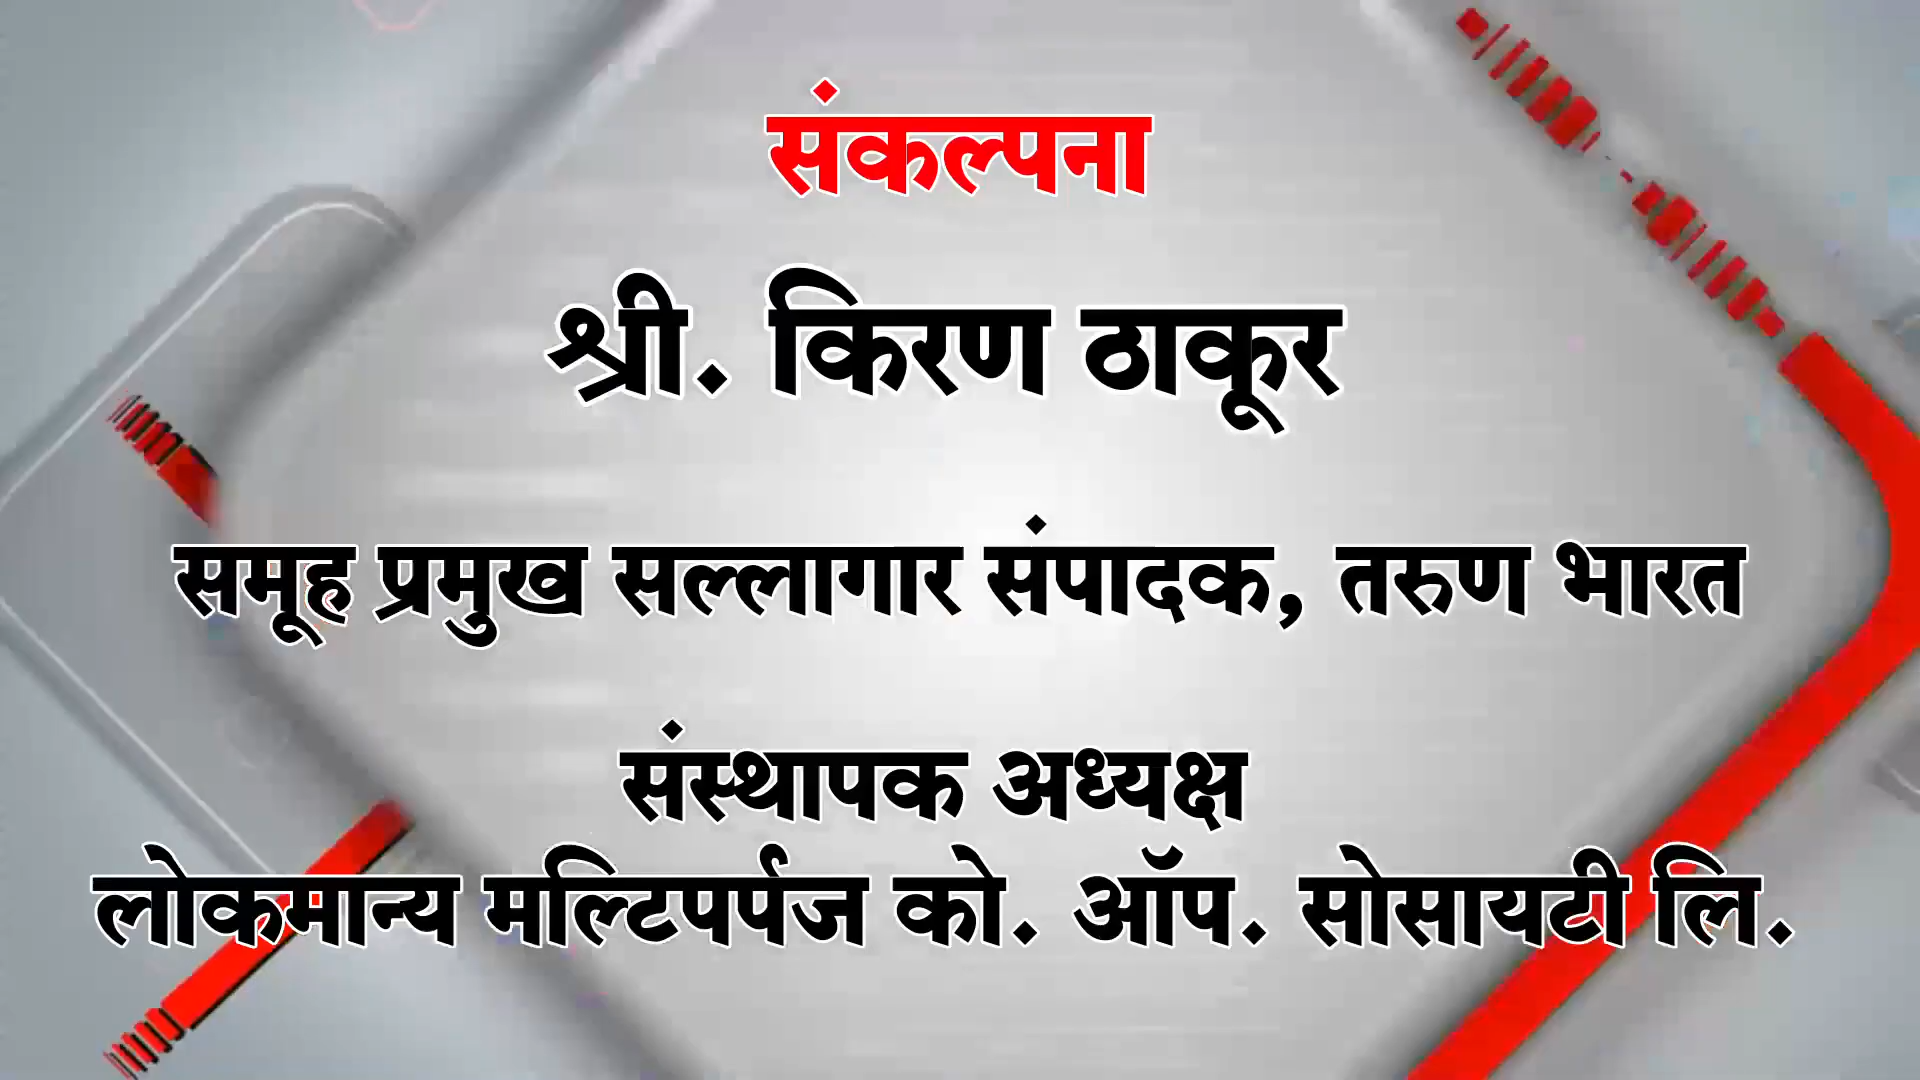 संकल्पना
श्री. किरण ठाकूर
समूह प्रमुख सल्लागार संपादक, तरुण भारत
संस्थापक अध्यक्ष
लोकमान्य मल्टिपर्पज को. ऑप. सोसायटी लि.